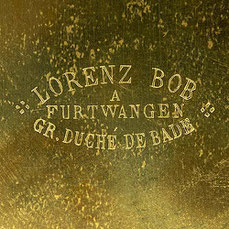 LORENZ BOB
A
FURTWANGEN
GR. DUCHÉ DE BADE